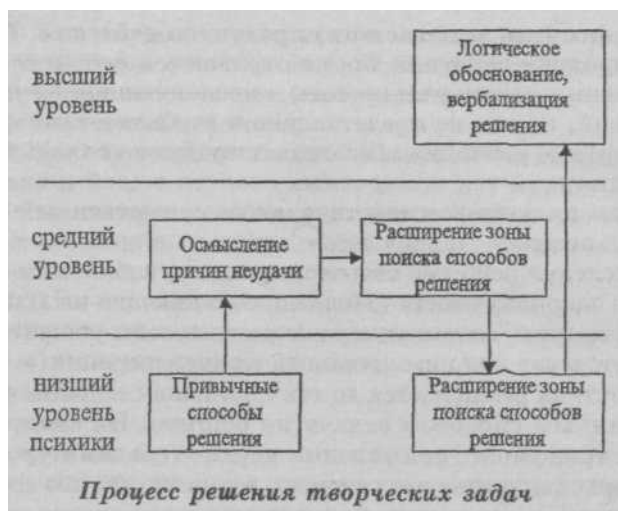 Логическое
обоснование,
вербализация
решения
высший
уровень
средний
уровень
Осмысление
причин неудачи
Расширение зоны
поиска способов
решения
низший
уровень
психики
Привычные
способы
решения
Расширение зоны
поиска способов
решения
Процесс решения творческих задач